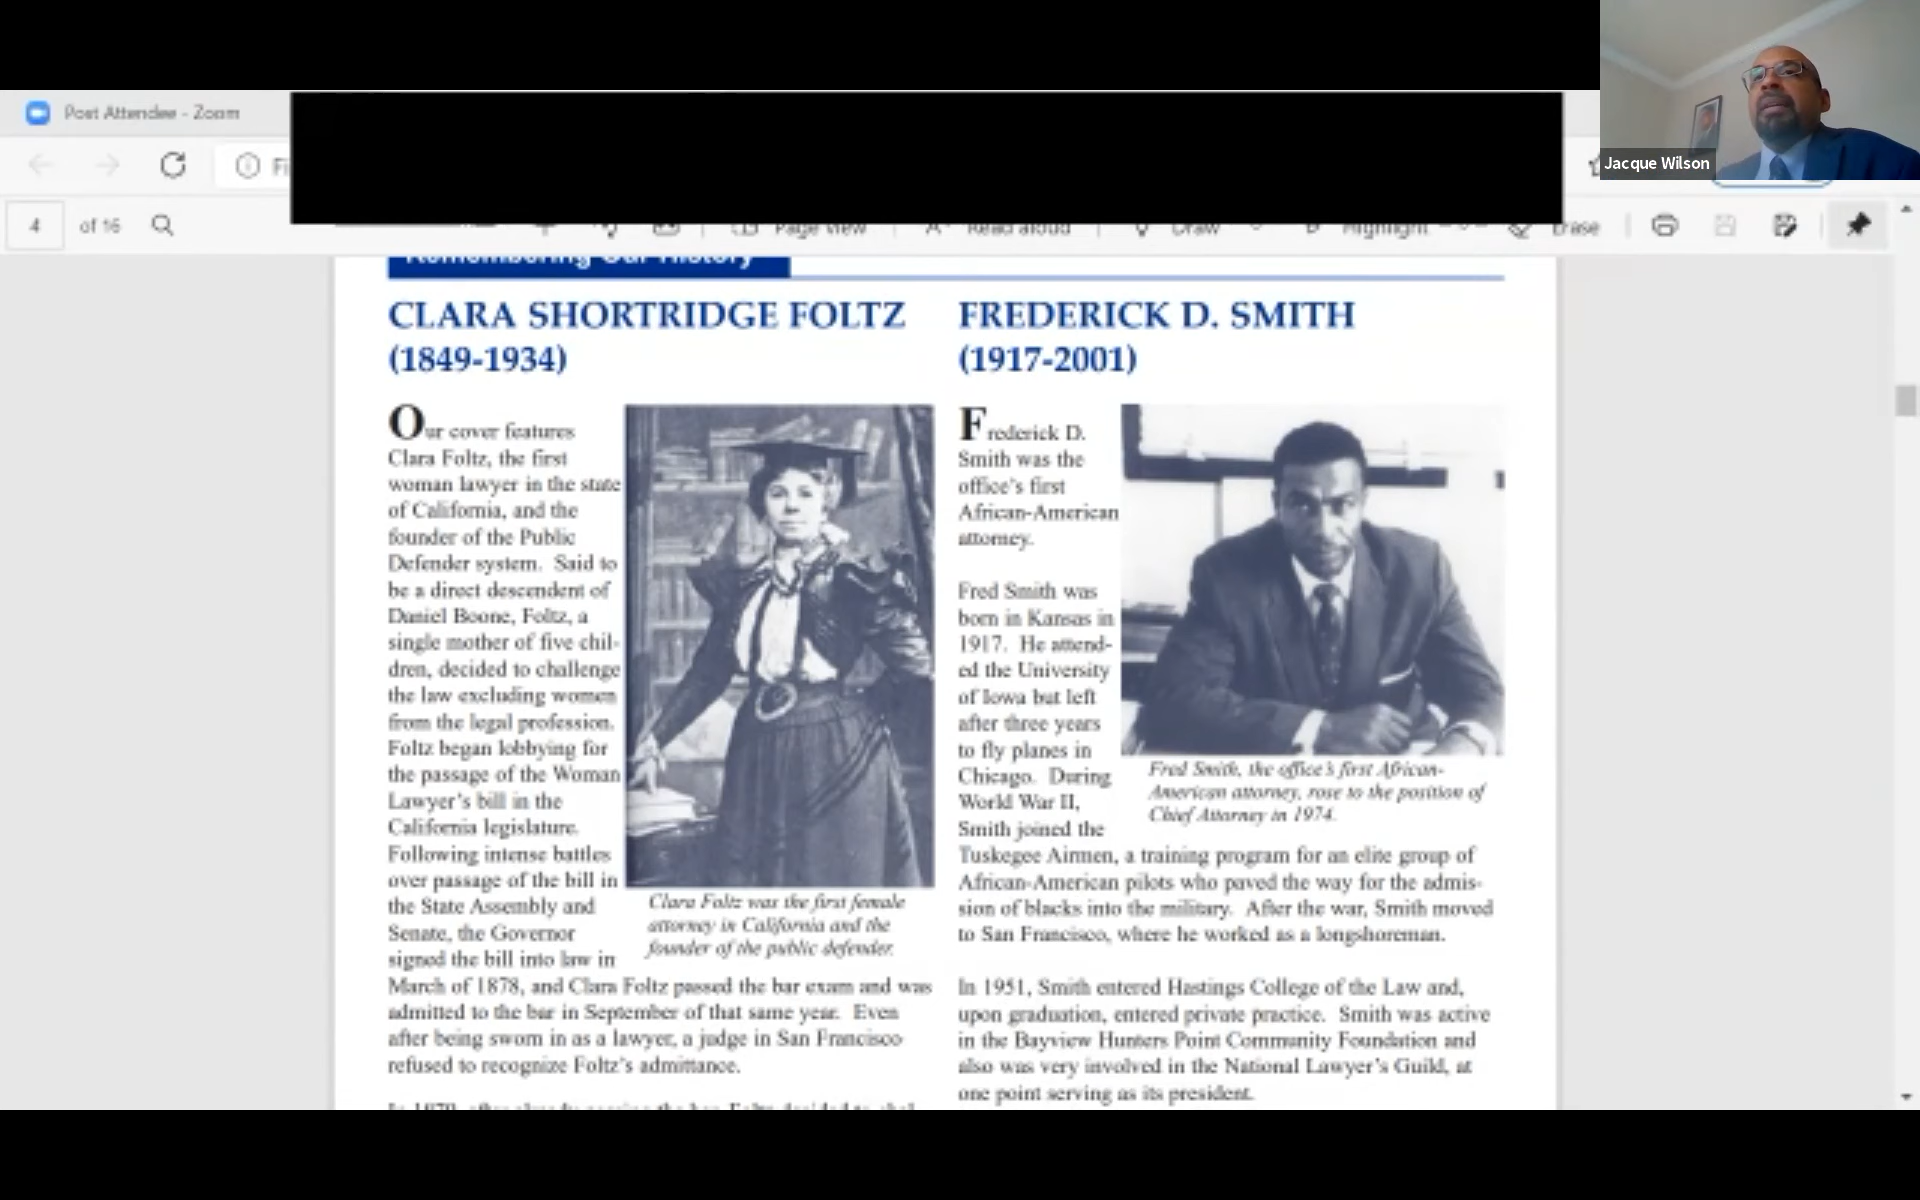 Post Attendee - Zoom
4
of 16
Page view
Read aloud
Draw
Highlight
Erase
Jacque Wilson
Remembering Our History
CLARA SHORTRIDGE FOLTZ
(1849-1934)
Our cover features
Clara Foltz, the first
woman lawyer in the state
of California, and the
founder of the Public
Defender system. Said to
be a direct descendent of
Daniel Boone, Foltz, a
single mother of five chil-
dren, decided to challenge
the law excluding women
from the legal profession.
Foltz began lobbying for
the passage of the Woman
Lawyer's bill in the
California legislature.
Following intense battles
over passage of the bill in
the State Assembly and
Senate, the Governor
signed the bill into law in
March of 1878, and Clara Foltz passed the bar exam and was
admitted to the bar in September of that same year. Even
after being sworn in as a lawyer, a judge in San Francisco
refused to recognize Foltz's admittance.
Clara Foltz was the first female
attorney in California and the
founder of the public defender.
FREDERICK D. SMITH
(1917-2001)
Frederick D.
Smith was the
office's first
African-American
attorney.
Fred Smith was
born in Kansas in
1917. He attend-
ed the University
of Iowa but left
after three years
to fly planes in
Chicago. During
World War II,
Smith joined the
Tuskegee Airmen, a training program for an elite group of
African-American pilots who paved the way for the admis-
sion of blacks into the military. After the war, Smith moved
to San Francisco, where he worked as a longshoreman.
Fred Smith, the office's first African-
American attorney, rose to the position of
Chief Attorney in 1974.
In 1951, Smith entered Hastings College of the Law and,
upon graduation, entered private practice. Smith was active
in the Bayview Hunters Point Community Foundation and
also was very involved in the National Lawyer's Guild, at
one point serving as its president.